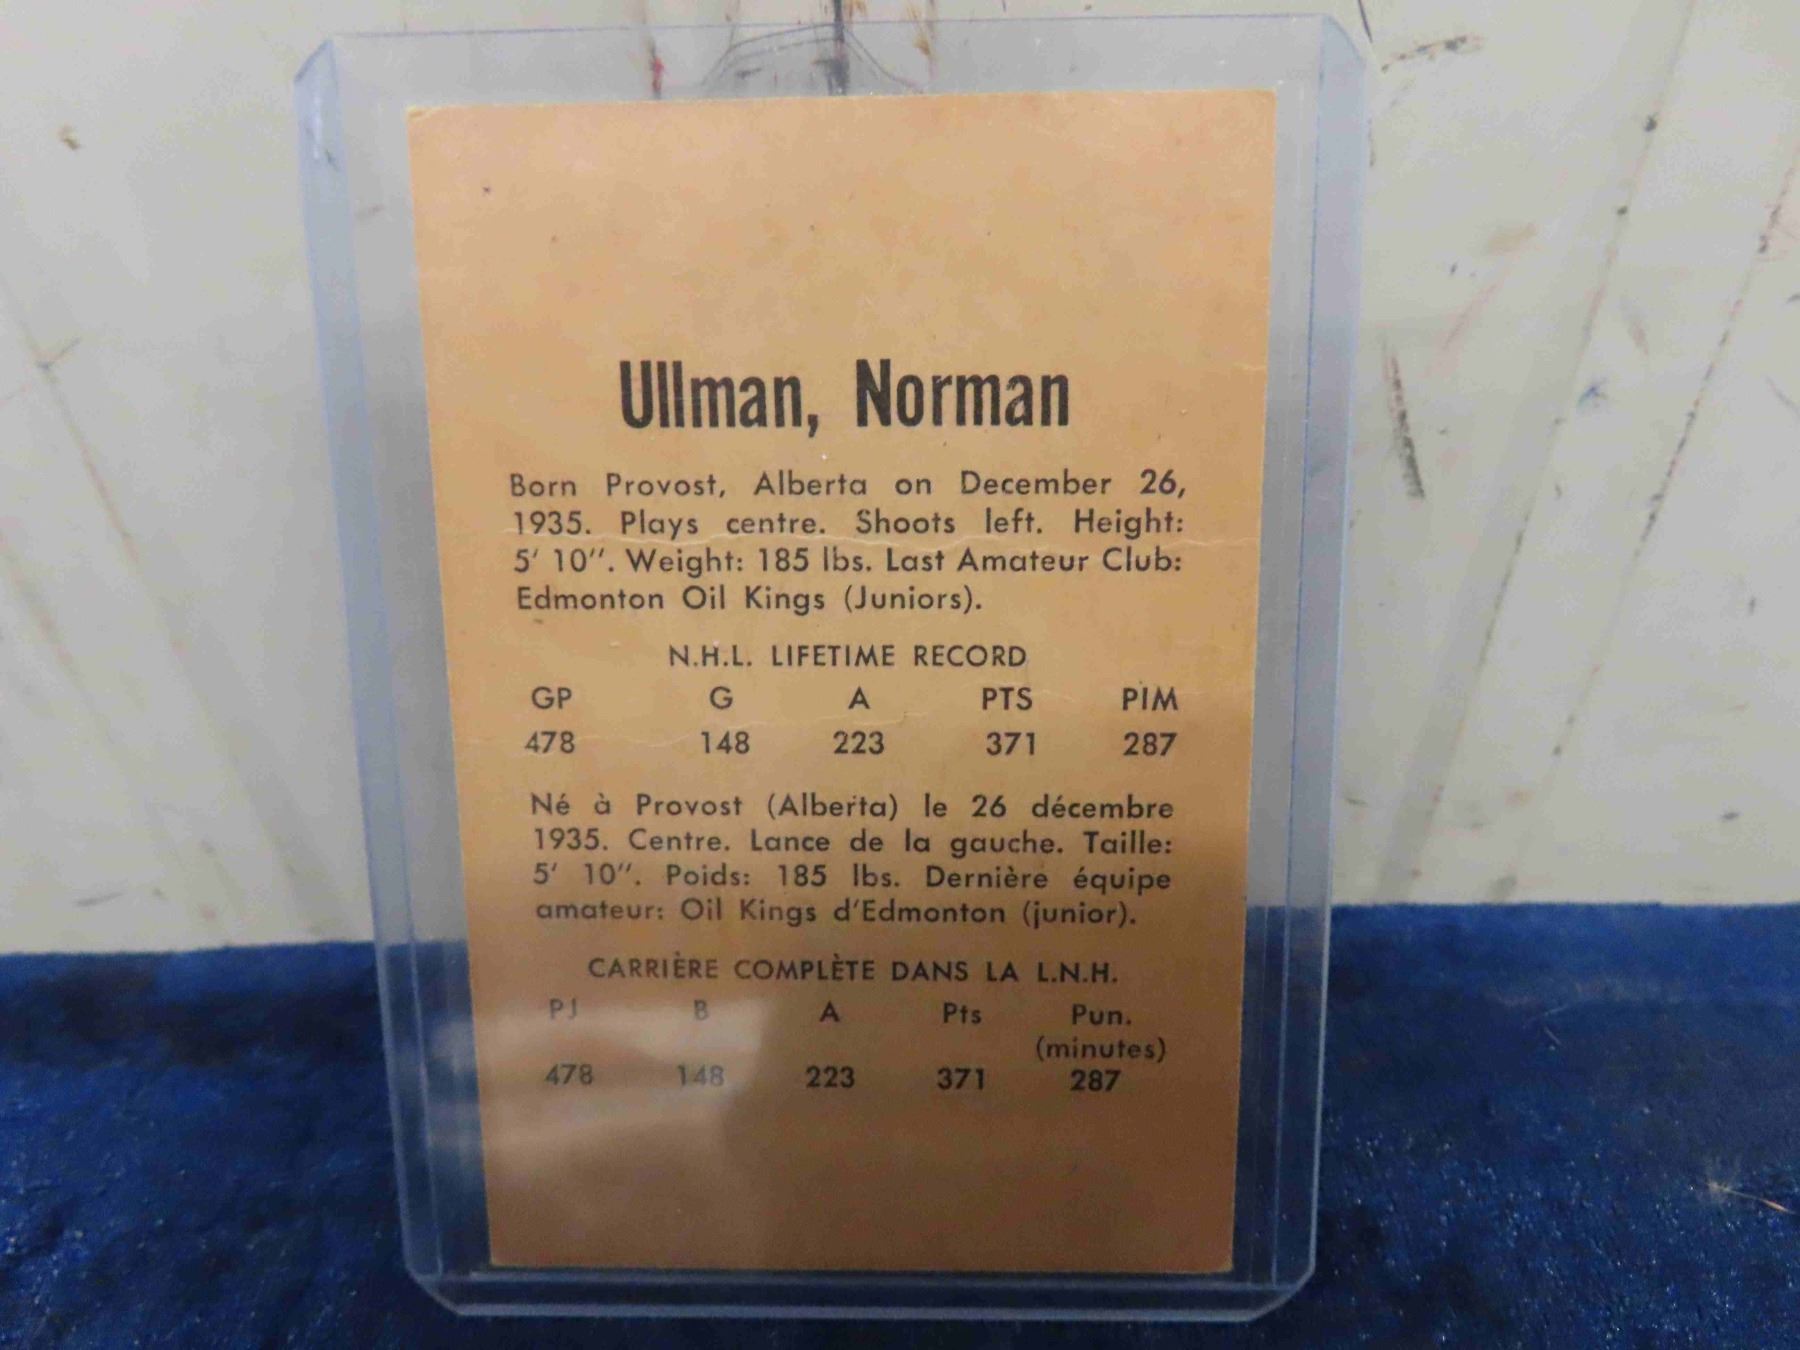 Ullman, Norman
Born Provost, Alberta on December 26,
1935. Plays centre. Shoots left. Height:
5' 10". Weight: 185 lbs. Last Amateur Club:
Edmonton Oil Kings (Juniors).
N.H.L. LIFETIME RECORD
GP G A PTS PIM
478 148 223 371 287
Né à Provost (Alberta) le 26 décembre
1935. Centre. Lance de la gauche. Taille:
5' 10". Poids: 185 lbs. Dernière équipe
amateur: Oil Kings d'Edmonton (junior).
CARRIÈRE COMPLÈTE DANS LA L.N.H.
PJ B A Pts Pun.
(minutes)
478 148 223 371 287